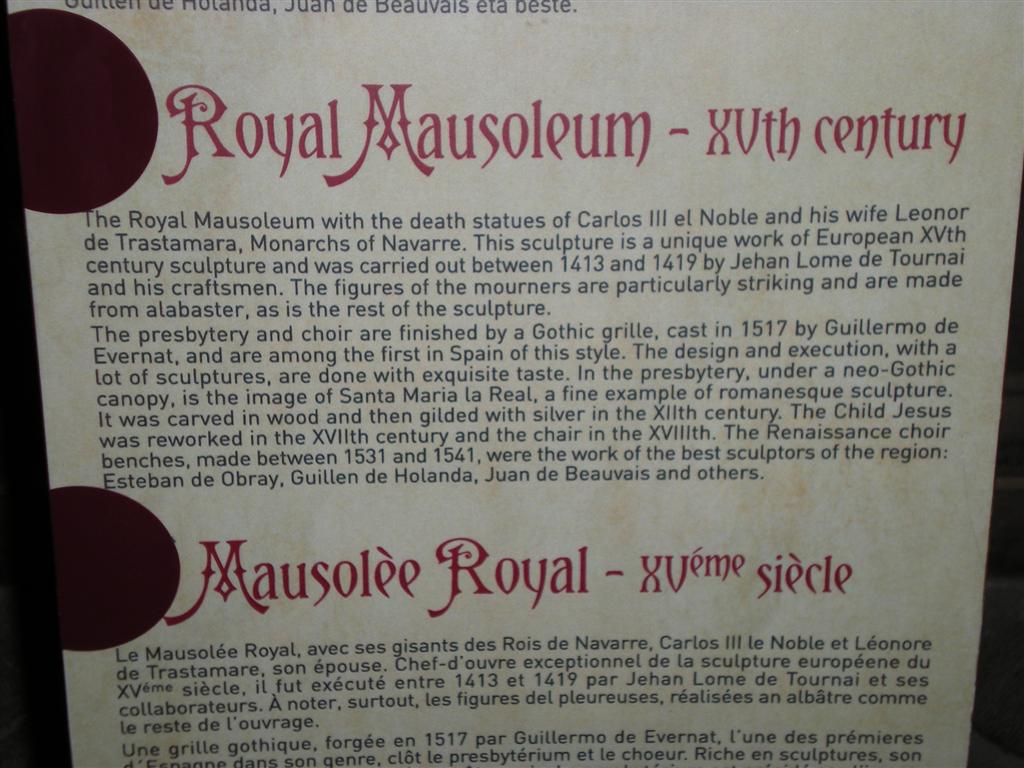 Guillen de Holanda, Juan de Beauvais eta beste.
Royal Mausoleum - XVth century
The Royal Mausoleum with the death statues of Carlos III el Noble and his wife Leonor
de Trastamara, Monarchs of Navarre. This sculpture is a unique work of European XVth
century sculpture and was carried out between 1413 and 1419 by Jehan Lome de Tournai
and his craftsmen. The figures of the mourners are particularly striking and are made
from alabaster, as is the rest of the sculpture.
The presbytery and choir are finished by a Gothic grille, cast in 1517 by Guillermo de
Evernat, and are among the first in Spain of this style. The design and execution, with a
lot of sculptures, are done with exquisite taste. In the presbytery, under a neo-Gothic
canopy, is the image of Santa Maria la Real, a fine example of romanesque sculpture.
It was carved in wood and then gilded with silver in the XIIth century. The Child Jesus
was reworked in the XVIIth century and the chair in the XVIIIth. The Renaissance choir
benches, made between 1531 and 1541, were the work of the best sculptors of the region:
Esteban de Obray, Guillen de Holanda, Juan de Beauvais and others.
Mausolèe Royal - XVéme siècle
Le Mausolée Royal, avec ses gisants des Rois de Navarre, Carlos III le Noble et Léonore
de Trastamare, son épouse. Chef-d'ouvre exceptionnel de la sculpture européene du
XVéme siècle, il fut exécuté entre 1413 et 1419 par Jehan Lome de Tournai et ses
collaborateurs. À noter, surtout, les figures del pleureuses, réalisées an albâtre comme
le reste de l'ouvrage.
Une grille gothique, forgée en 1517 par Guillermo de Evernat, l'une des prémieres
d'Espagne dans son genre, clôt le presbytérium et le choeur. Riche en sculptures, son